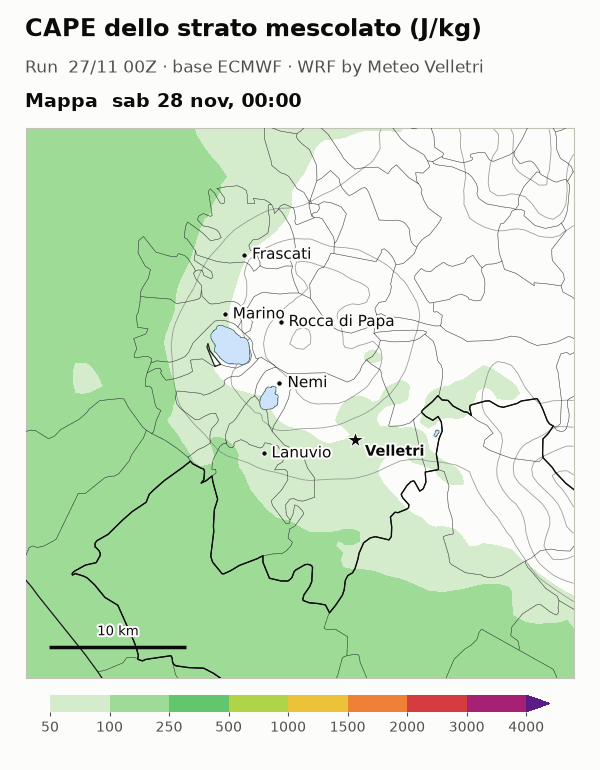 CAPE dello strato mescolato (J/kg)
Run  27/11 00Z · base ECMWF · WRF by Meteo Velletri
Mappa  sab 28 nov, 00:00
Frascati
Marino
Rocca di Papa
Nemi
Velletri
Lanuvio
10 km
50 100 250 500 1000 1500 2000 3000 4000